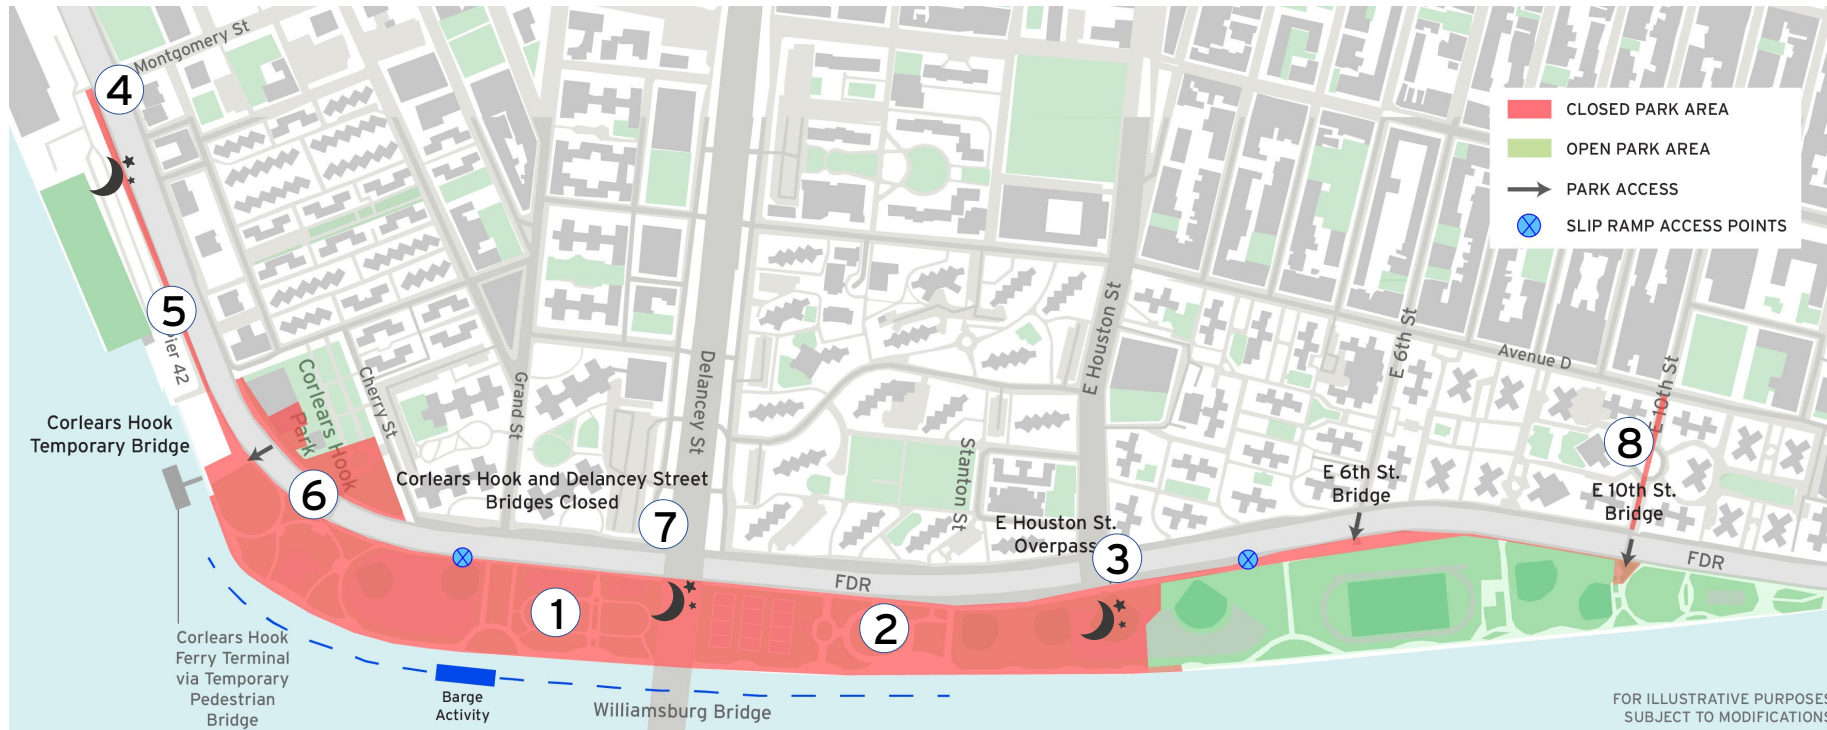 Montgomery St
4
CLOSED PARK AREA
OPEN PARK AREA
PARK ACCESS
SLIP RAMP ACCESS POINTS
5
ier 42
Corlears Hook
Park
Corlears Hook
Temporary Bridge
Hook
Cherry St
Grand St
Delancey St
E Houston St
E 6th St
Avenue D
E 10th St
Stanton St
6
Corlears Hook and Delancey Street
Bridges Closed
7
E Houston St.
Overpass
3
E 6th St.
Bridge
8
E 10th St.
Bridge
FDR
FDR
1
2
Corlears Hook
Ferry Terminal
via Temporary
Pedestrian
Bridge
Barge
Activity
Williamsburg Bridge
FOR ILLUSTRATIVE PURPOSES
SUBJECT TO MODIFICATIONS